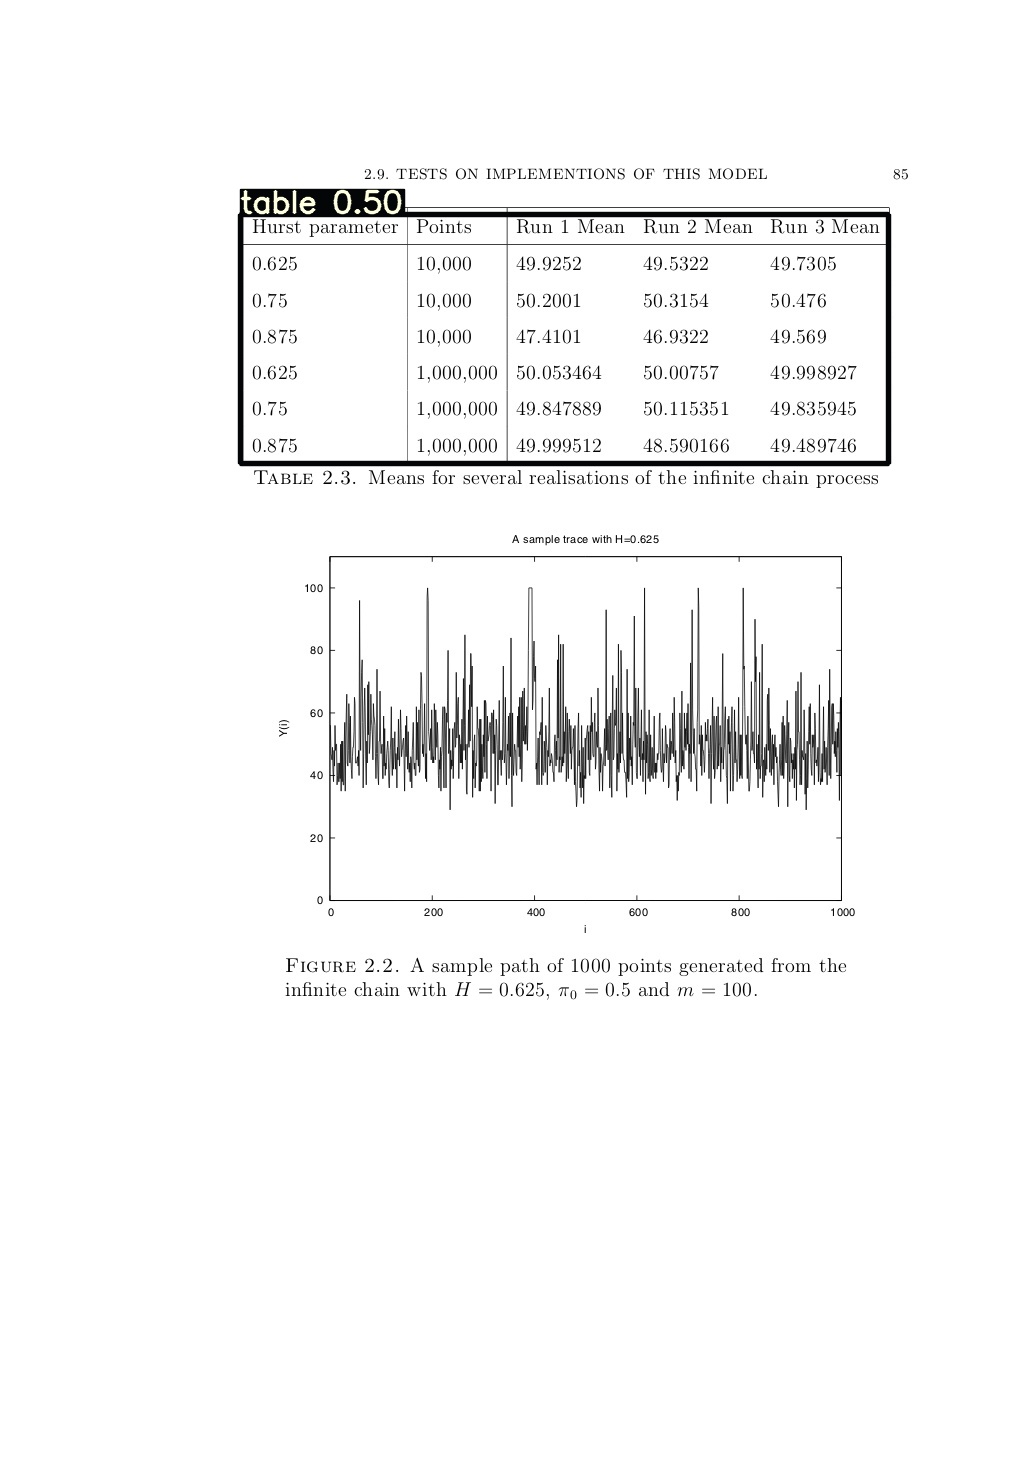 2.9. TESTS ON IMPLEMENTIONS OF THIS MODEL 85
table 0.50
Hurst parameter Points Run 1 Mean Run 2 Mean Run 3 Mean
0.625 10,000 49.9252 49.5322 49.7305
0.75 10,000 50.2001 50.3154 50.476
0.875 10,000 47.4101 46.9322 49.569
0.625 1,000,000 50.053464 50.00757 49.998927
0.75 1,000,000 49.847889 50.115351 49.835945
0.875 1,000,000 49.999512 48.590166 49.489746
TABLE 2.3. Means for several realisations of the infinite chain process
A sample trace with H=0.625
100
80
60
Y(i)
40
20
0
0 200 400 600 800 1000
i
FIGURE 2.2. A sample path of 1000 points generated from the
infinite chain with H = 0.625, π₀ = 0.5 and m = 100.